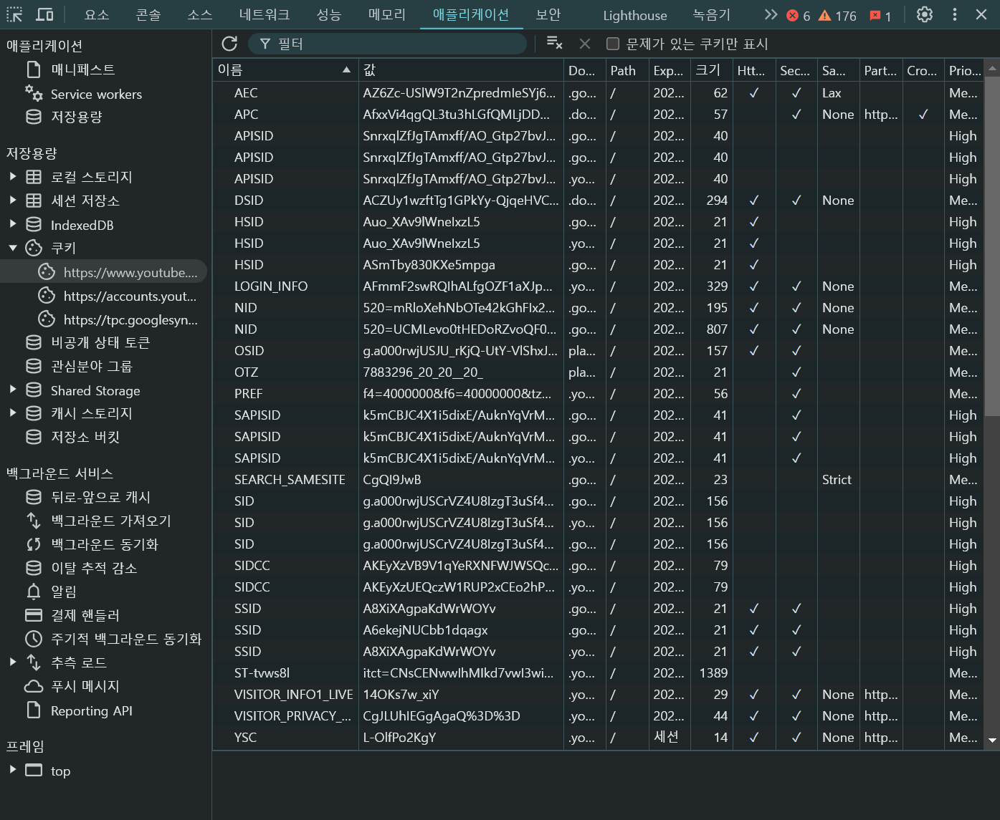 요소 콘솔 소스 네트워크 성능 메모리 애플리케이션 보안 Lighthouse 녹음기 6 176 1
애플리케이션
매니페스트
Service workers
저장용량
저장용량
로컬 스토리지
세션 저장소
IndexedDB
쿠키
https://www.youtube....
https://accounts.yout...
https://tpc.googlesyn...
비공개 상태 토큰
관심분야 그룹
Shared Storage
캐시 스토리지
저장소 버킷
백그라운드 서비스
뒤로-앞으로 캐시
백그라운드 가져오기
백그라운드 동기화
이탈 추적 감소
알림
결제 핸들러
주기적 백그라운드 동기화
추측 로드
푸시 메시지
Reporting API
프레임
top
필터 문제가 있는 쿠키만 표시
이름 값 Do... Path Exp... 크기 Htt... Sec... Sa... Part... Cro... Prio...
AEC AZ6Zc-USlW9T2nZpredmIeSYj6... .go... / 202... 62 ✓ ✓ Lax Me...
APC AfxxVi4qgQL3tu3hLGfQMLjDD... .do... / 202... 57 ✓ None http... ✓ Me...
APISID SnrxqlZfJgTAmxff/AO_Gtp27bvJ... .go... / 202... 40 High
APISID SnrxqlZfJgTAmxff/AO_Gtp27bvJ... .go... / 202... 40 High
APISID SnrxqlZfJgTAmxff/AO_Gtp27bvJ... .yo... / 202... 40 High
DSID ACZUy1wzftTg1GPkYy-QjqeHVC... .do... / 202... 294 ✓ ✓ None Me...
HSID Auo_XAv9lWneIxzL5 .go... / 202... 21 ✓ High
HSID Auo_XAv9lWneIxzL5 .yo... / 202... 21 ✓ High
HSID ASmTby830KXe5mpga .go... / 202... 21 ✓ High
LOGIN_INFO AFmmF2swRQIhALfgOZF1aXJp... .yo... / 202... 329 ✓ ✓ None Me...
NID 520=mRloXehNbOTe42kGhFIx2... .go... / 202... 195 ✓ ✓ None Me...
NID 520=UCMLevo0tHEDoRZvoQF0... .go... / 202... 807 ✓ ✓ None Me...
OSID g.a000rwjUSJU_rKjQ-UtY-VlShxJ... pla... / 202... 157 ✓ ✓ Me...
OTZ 7883296_20_20__20_ pla... / 202... 21 ✓ Me...
PREF f4=4000000&f6=40000000&tz... .yo... / 202... 56 ✓ Me...
SAPISID k5mCBJC4X1i5dixE/AuknYqVrM... .go... / 202... 41 ✓ High
SAPISID k5mCBJC4X1i5dixE/AuknYqVrM... .go... / 202... 41 ✓ High
SAPISID k5mCBJC4X1i5dixE/AuknYqVrM... .yo... / 202... 41 ✓ High
SEARCH_SAMESITE CgQI9JwB .go... / 202... 23 Strict Me...
SID g.a000rwjUSCrVZ4U8IzgT3uSf4... .go... / 202... 156 High
SID g.a000rwjUSCrVZ4U8IzgT3uSf4... .yo... / 202... 156 High
SID g.a000rwjUSCrVZ4U8IzgT3uSf4... .go... / 202... 156 High
SIDCC AKEyXzVB9V1qYeRXNFWJWSQc... .go... / 202... 79 High
SIDCC AKEyXzUEQczW1RUP2xCEo2hP... .yo... / 202... 79 High
SSID A8XiXAgpaKdWrWOYv .go... / 202... 21 ✓ ✓ High
SSID A6ekejNUCbb1dqagx .go... / 202... 21 ✓ ✓ High
SSID A8XiXAgpaKdWrWOYv .yo... / 202... 21 ✓ ✓ High
ST-tvws8l itct=CNsCENwwIhMIkd7vwI3wi... .yo... / 202... 1389 Me...
VISITOR_INFO1_LIVE 14OKs7w_xiY .yo... / 202... 29 ✓ ✓ None http... Me...
VISITOR_PRIVACY_... CgJLUhIEGgAgaQ%3D%3D .yo... / 202... 44 ✓ ✓ None http... Me...
YSC L-OlfPo2KgY .yo... / 세션 14 ✓ ✓ None http... Me...